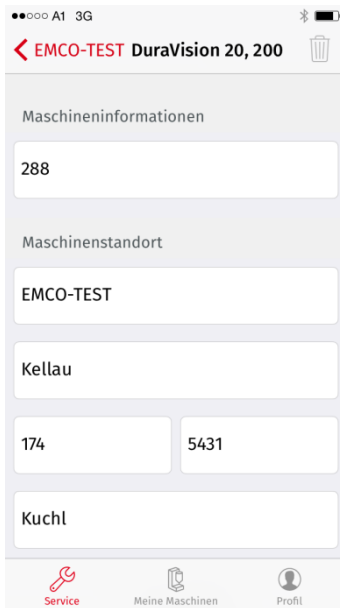 A1 3G
EMCO-TEST DuraVision 20, 200
Maschineninformationen
288
Maschinenstandort
EMCO-TEST
Kellau
174 5431
Kuchl
Service Meine Maschinen Profil